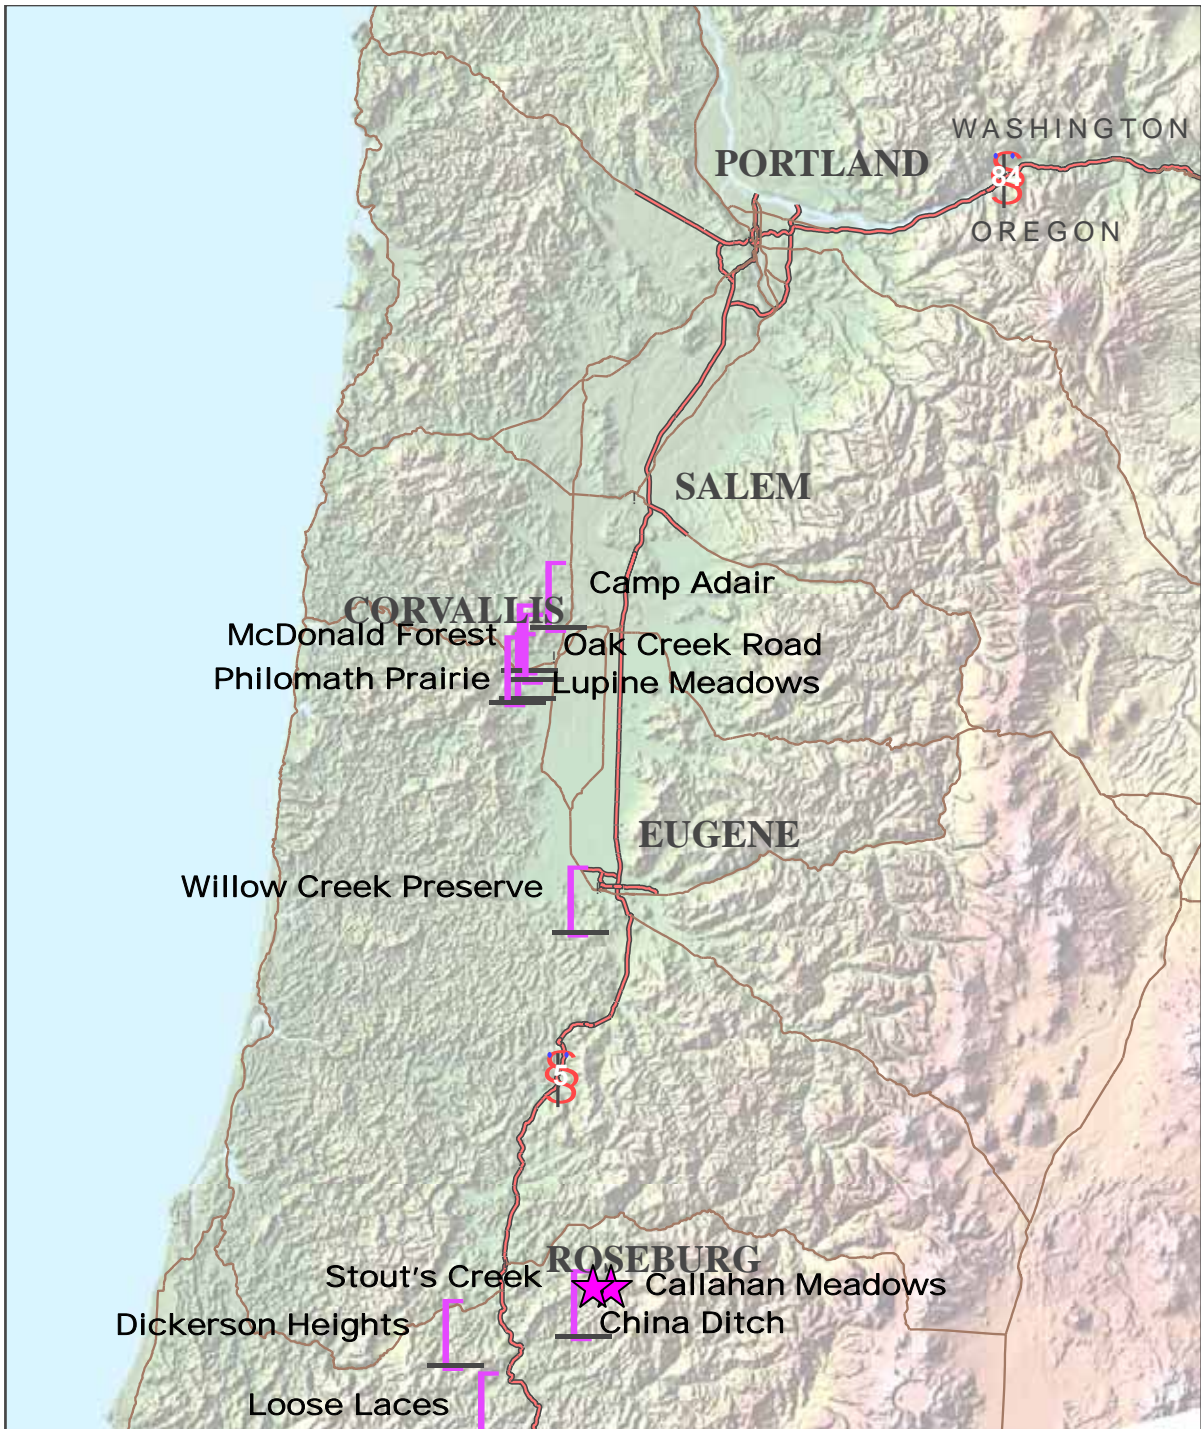 WASHINGTON
PORTLAND
84
OREGON
SALEM
Camp Adair
CORVALLIS
McDonald Forest
Oak Creek Road
Philomath Prairie
Lupine Meadows
EUGENE
Willow Creek Preserve
5
ROSEBURG
Stout's Creek
Callahan Meadows
China Ditch
Dickerson Heights
Loose Laces